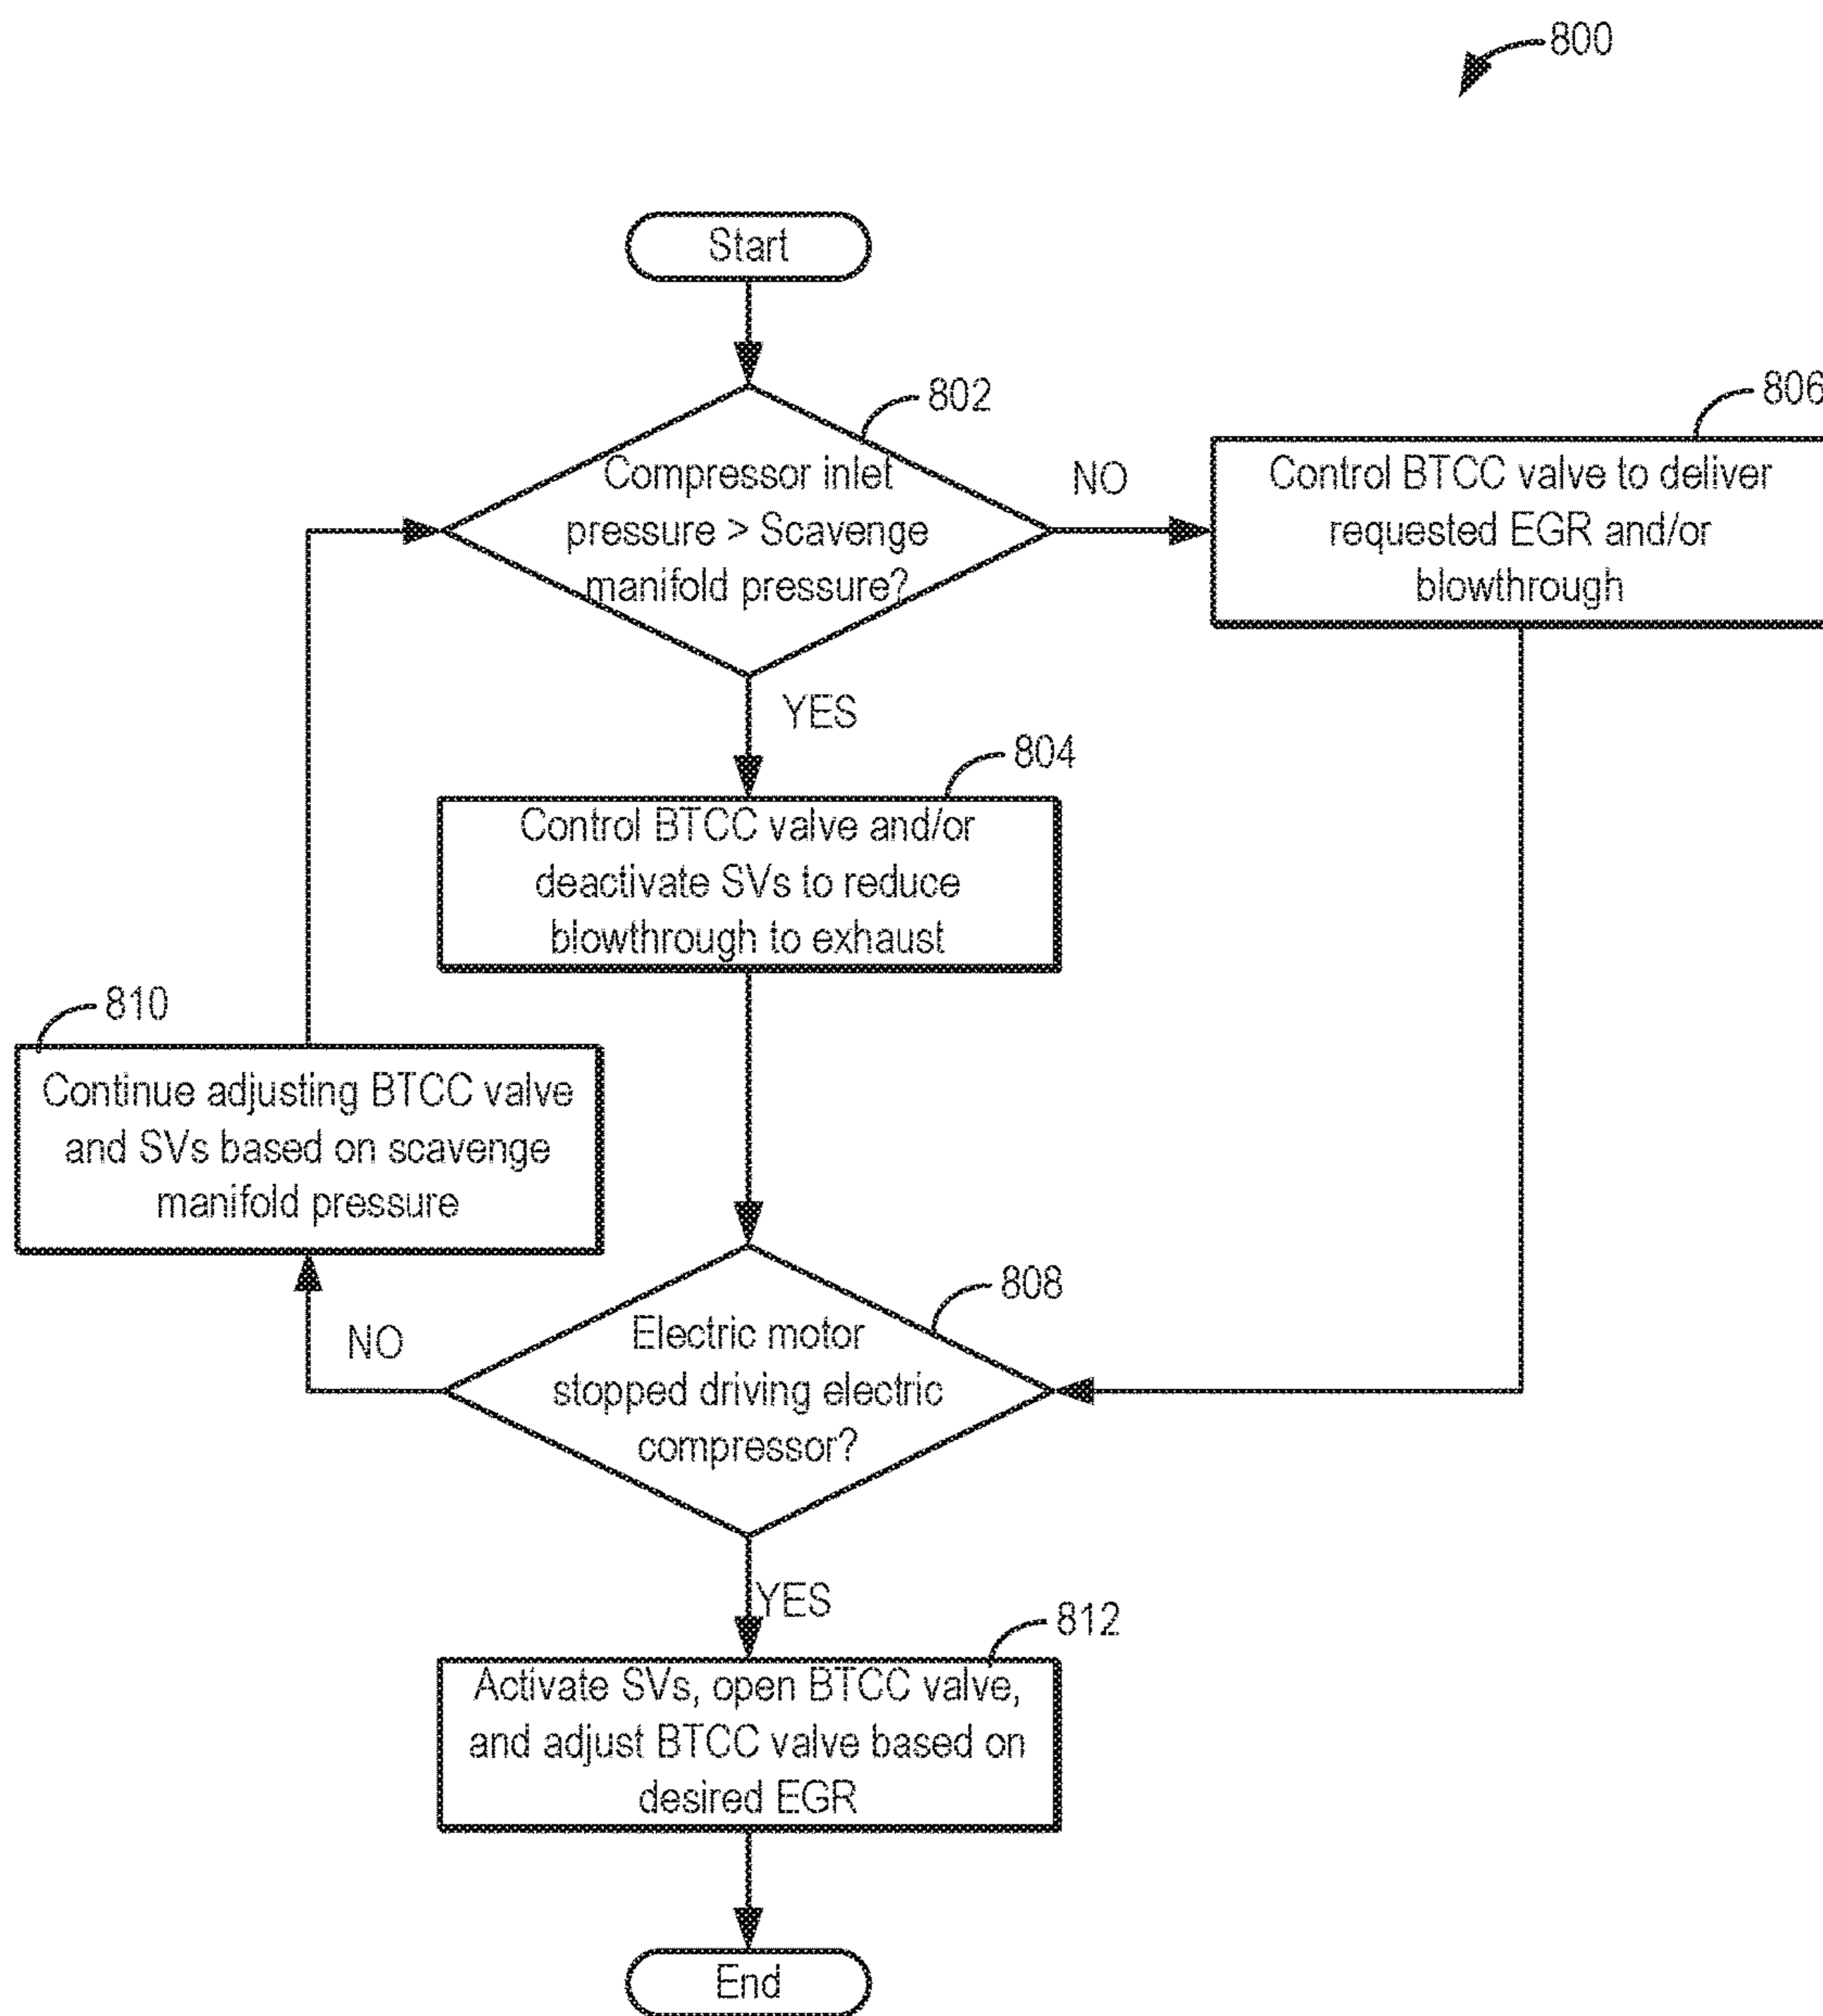 800
Start
802
Compressor inlet
pressure > Scavenge
manifold pressure?
NO
806
Control BTCC valve to deliver
requested EGR and/or
blowthrough
YES
804
Control BTCC valve and/or
deactivate SVs to reduce
blowthrough to exhaust
810
Continue adjusting BTCC valve
and SVs based on scavenge
manifold pressure
808
Electric motor
stopped driving electric
compressor?
NO
YES
812
Activate SVs, open BTCC valve,
and adjust BTCC valve based on
desired EGR
End